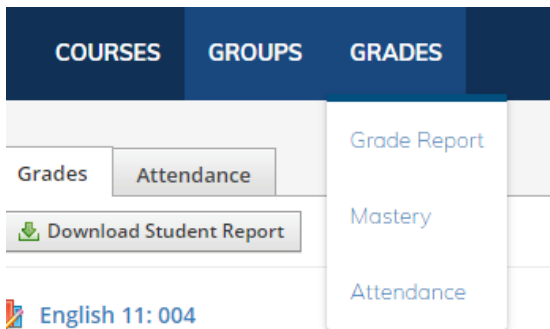 COURSES GROUPS GRADES
Grade Report
Mastery
Attendance
Grades Attendance
Download Student Report
English 11: 004